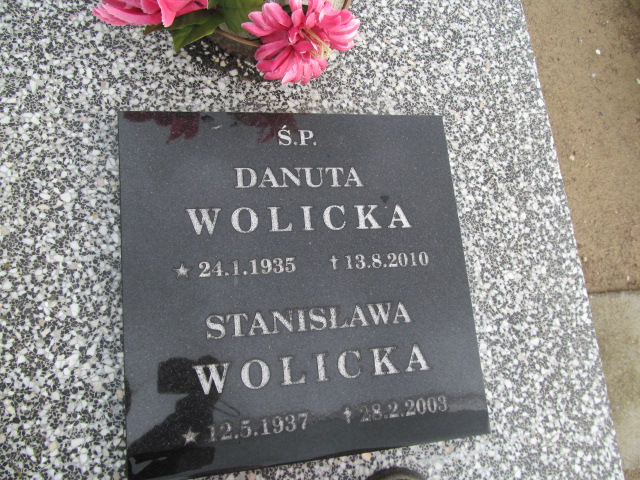 Ś.P.
DANUTA
WOLICKA
★ 24.1.1935 † 13.8.2010
STANISŁAWA
WOLICKA
★ 12.5.1937 † 28.2.2003